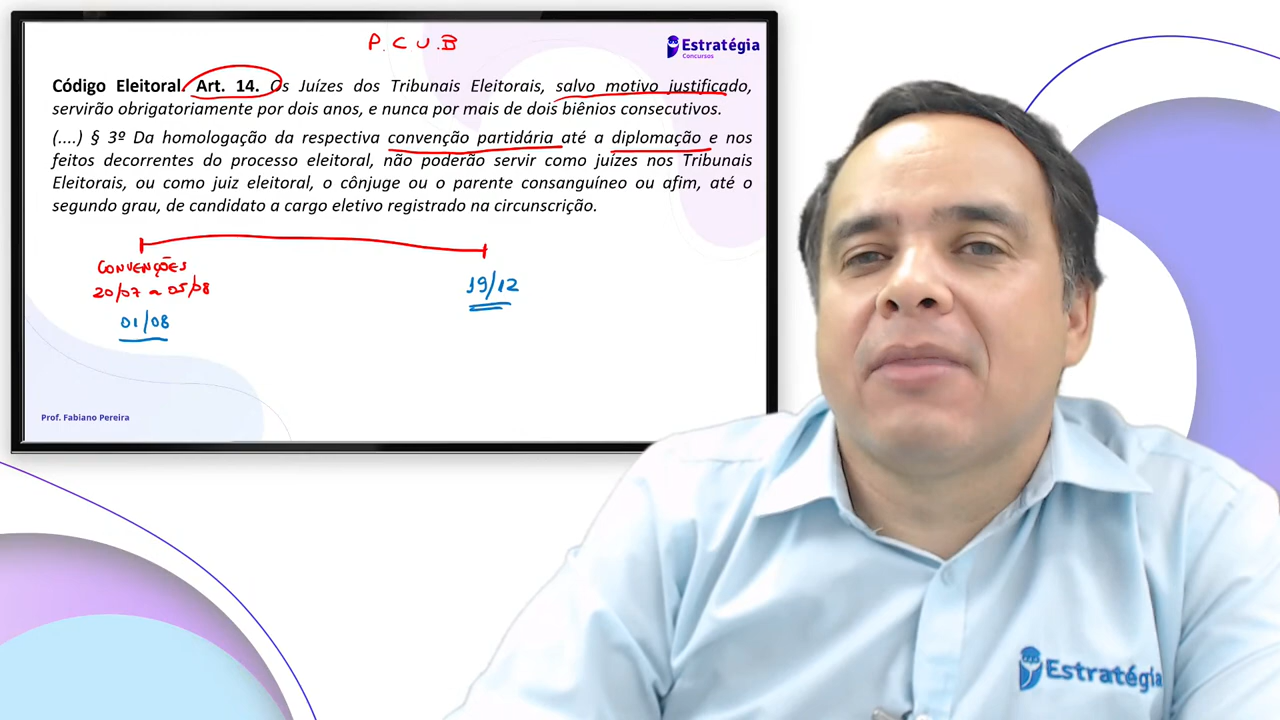 P.C U.B
Estratégia
Concursos
Código Eleitoral. Art. 14. Os Juízes dos Tribunais Eleitorais, salvo motivo justificado,
servirão obrigatoriamente por dois anos, e nunca por mais de dois biênios consecutivos.
(....) § 3º Da homologação da respectiva convenção partidária até a diplomação e nos
feitos decorrentes do processo eleitoral, não poderão servir como juízes nos Tribunais
Eleitorais, ou como juiz eleitoral, o cônjuge ou o parente consanguíneo ou afim, até o
segundo grau, de candidato a cargo eletivo registrado na circunscrição.
CONVENÇÕES
20/07 a 05/08
01/08
19/12
Prof. Fabiano Pereira
Estratégia